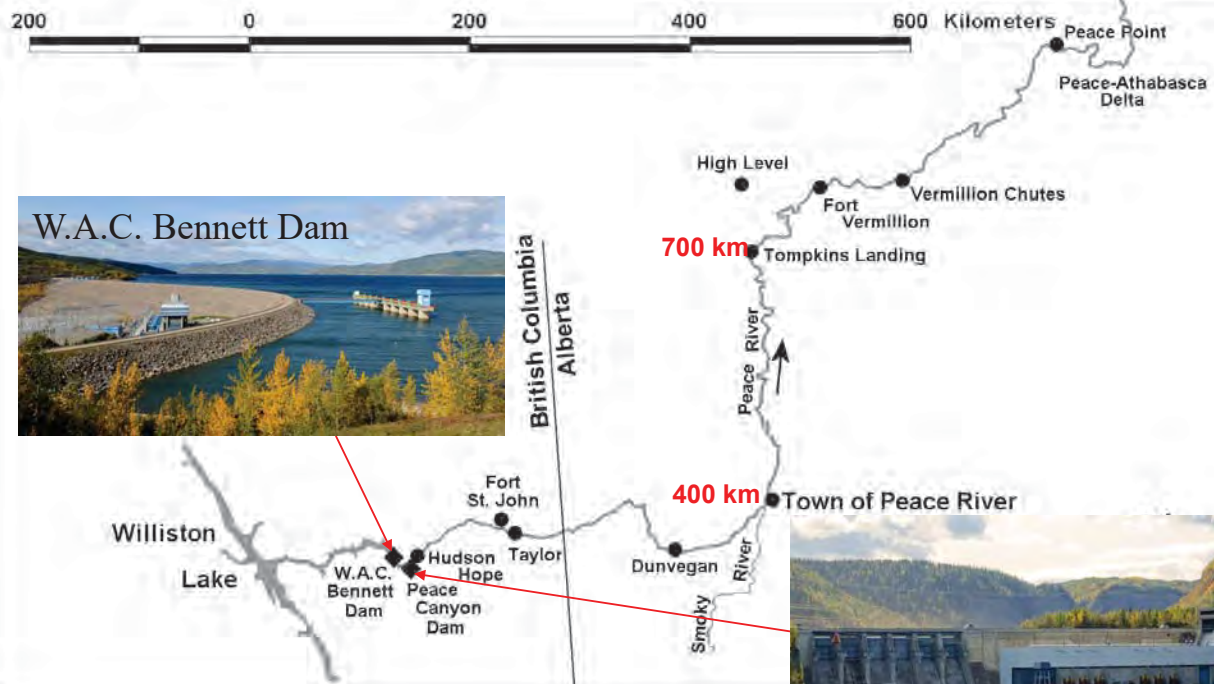 200 0 200 400 600 Kilometers
Peace Point
Peace-Athabasca
Delta
High Level
Vermillion Chutes
Fort
Vermillion
W.A.C. Bennett Dam
British Columbia
Alberta
700 km
Tompkins Landing
Peace River
400 km
Town of Peace River
Fort
St. John
Williston
Lake
Taylor
Hudson
Hope
Dunvegan
W.A.C.
Bennett
Dam
Peace
Canyon
Dam
Smoky River